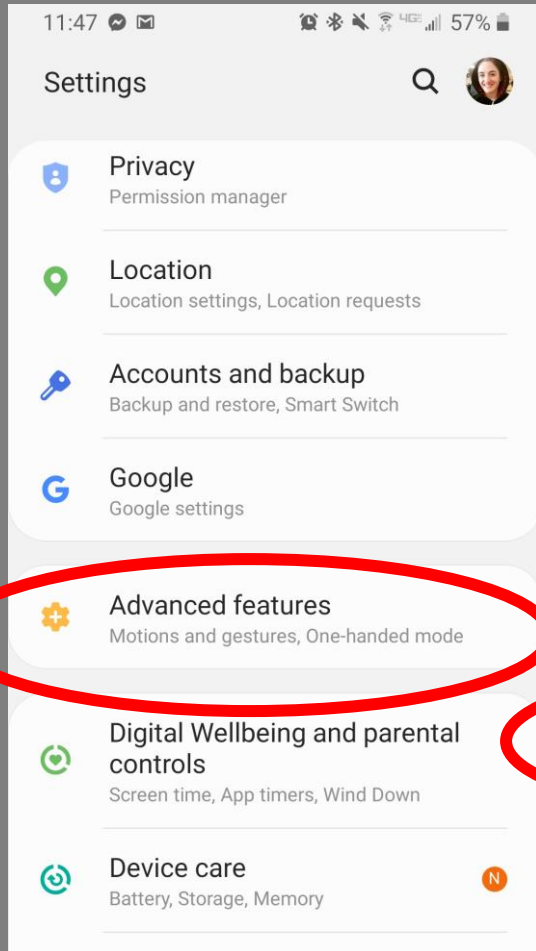 11:47 4GE 57%
Settings
Privacy
Permission manager
Location
Location settings, Location requests
Accounts and backup
Backup and restore, Smart Switch
G Google
Google settings
Advanced features
Motions and gestures, One-handed mode
Digital Wellbeing and parental
controls
Screen time, App timers, Wind Down
Device care N
Battery, Storage, Memory